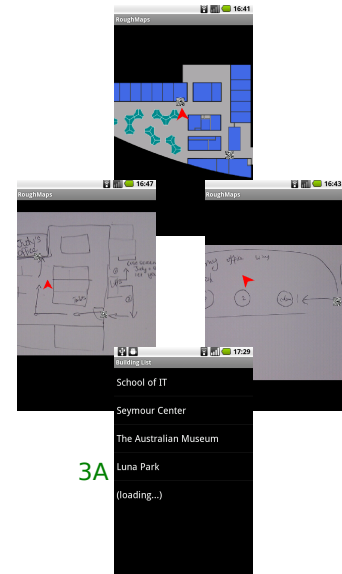 16:41
RoughMaps
16:47
RoughMaps
16:43
RoughMaps
office
17:29
Building List
School of IT
Seymour Center
The Australian Museum
Luna Park
(loading...)
3A